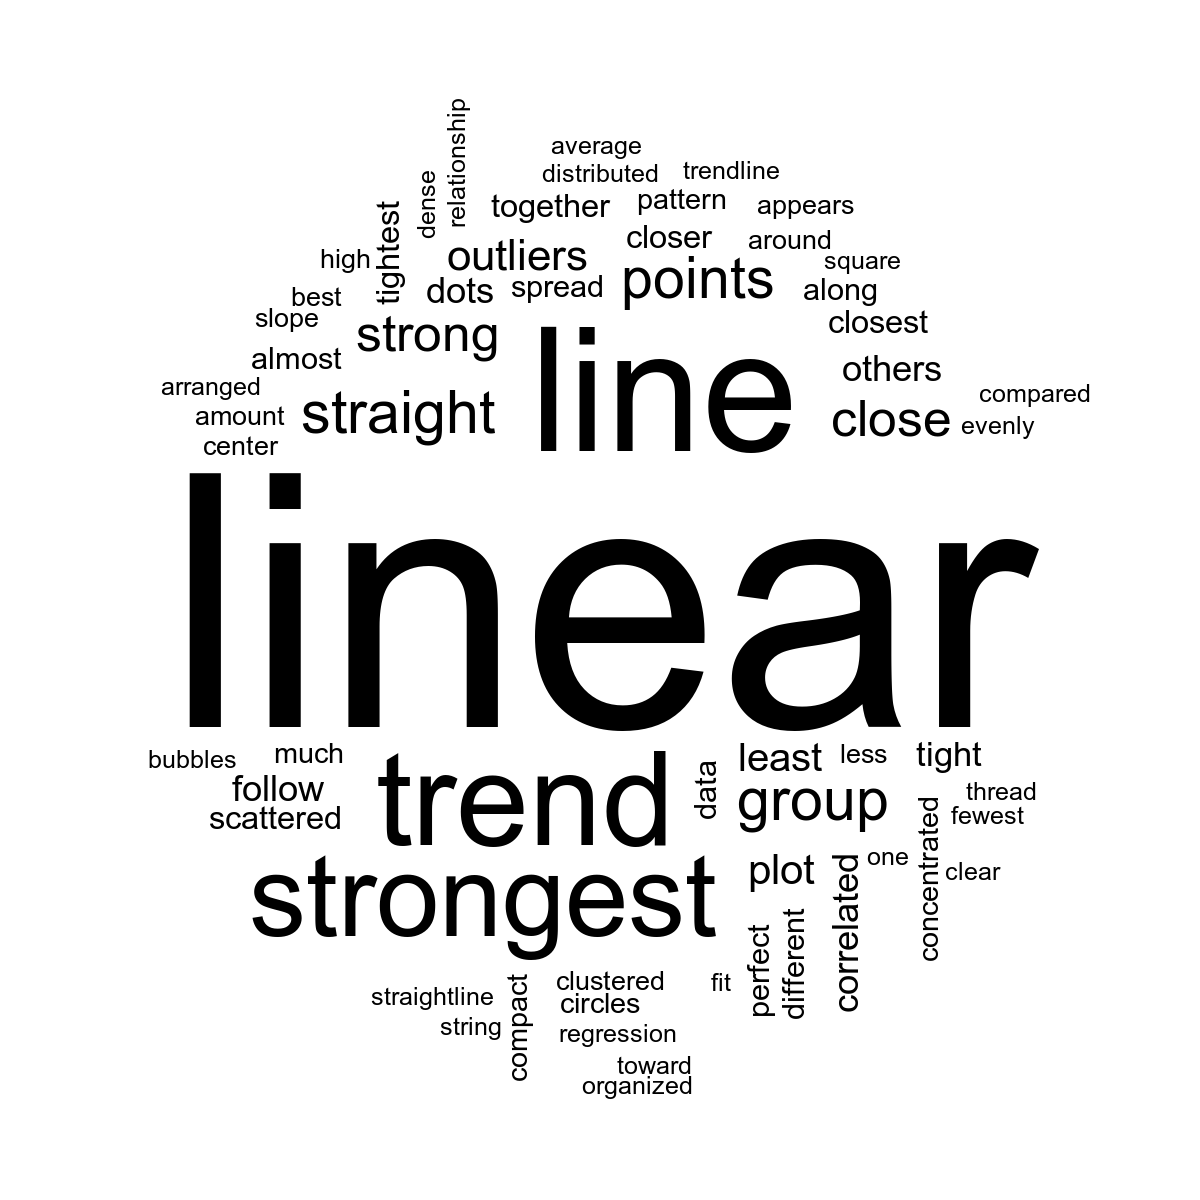 relationship
average
distributed
trendline
dense
together
pattern
appears
tightest
closer
around
high
outliers
square
best
dots
spread
points
along
slope
strong
closest
almost
line
others
arranged
straight
compared
amount
close
evenly
center
linear
bubbles
much
trend
data
least
less
tight
follow
group
thread
scattered
fewest
concentrated
strongest
plot
correlated
one
clear
perfect
different
straightline
compact
clustered
fit
circles
string
regression
toward
organized